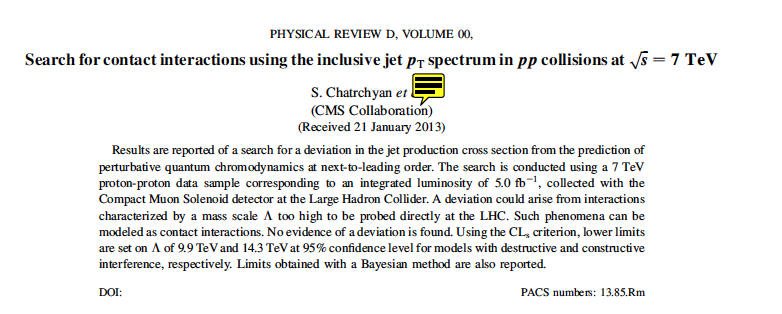 PHYSICAL REVIEW D, VOLUME 00,
Search for contact interactions using the inclusive jet pT spectrum in pp collisions at √s = 7 TeV
S. Chatrchyan et
(CMS Collaboration)
(Received 21 January 2013)
Results are reported of a search for a deviation in the jet production cross section from the prediction of
perturbative quantum chromodynamics at next-to-leading order. The search is conducted using a 7 TeV
proton-proton data sample corresponding to an integrated luminosity of 5.0 fb⁻¹, collected with the
Compact Muon Solenoid detector at the Large Hadron Collider. A deviation could arise from interactions
characterized by a mass scale Λ too high to be probed directly at the LHC. Such phenomena can be
modeled as contact interactions. No evidence of a deviation is found. Using the CLₛ criterion, lower limits
are set on Λ of 9.9 TeV and 14.3 TeV at 95% confidence level for models with destructive and constructive
interference, respectively. Limits obtained with a Bayesian method are also reported.
DOI: PACS numbers: 13.85.Rm